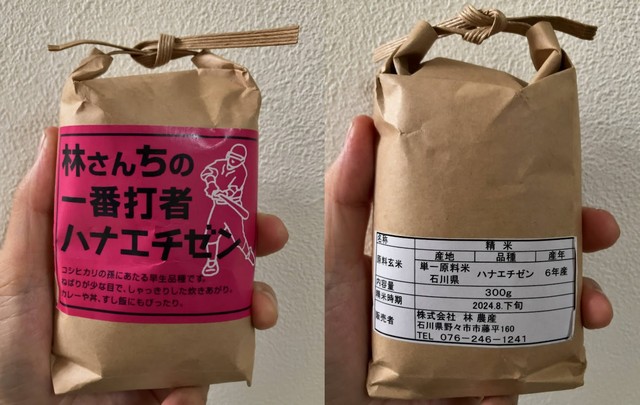 林さんちの
一番打者
ハナエチゼン
コシヒカリの孫にあたる早生品種です。
ねばりが少な目で、しゃっきりした炊きあがり。
カレーや丼、すし飯にもぴったり。
名称 精米
原料玄米 産地 品種 産年
単一原料米
石川県 ハナエチゼン 6年産
内容量 300g
精米時期 2024.8.下旬
販売者 株式会社 林 農産
石川県野々市市藤平160
TEL 076-246-1241